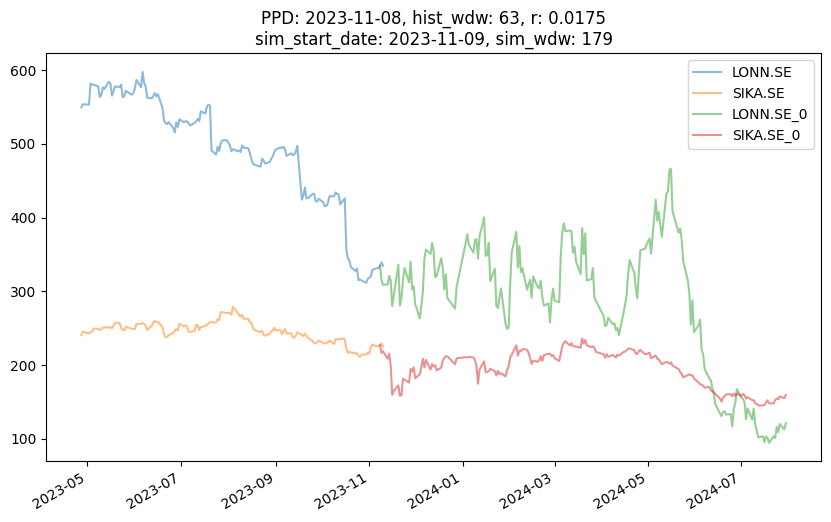 PPD: 2023-11-08, hist_wdw: 63, r: 0.0175
sim_start_date: 2023-11-09, sim_wdw: 179
LONN.SE
SIKA.SE
LONN.SE_0
SIKA.SE_0
600
500
400
300
200
100
2023-05
2023-07
2023-09
2023-11
2024-01
2024-03
2024-05
2024-07